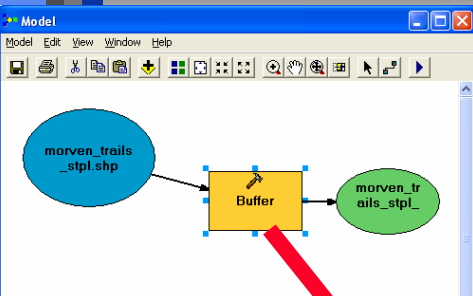 Model
Model Edit View Window Help
morven_trails
_stpl.shp
Buffer
morven_tr
ails_stpl_